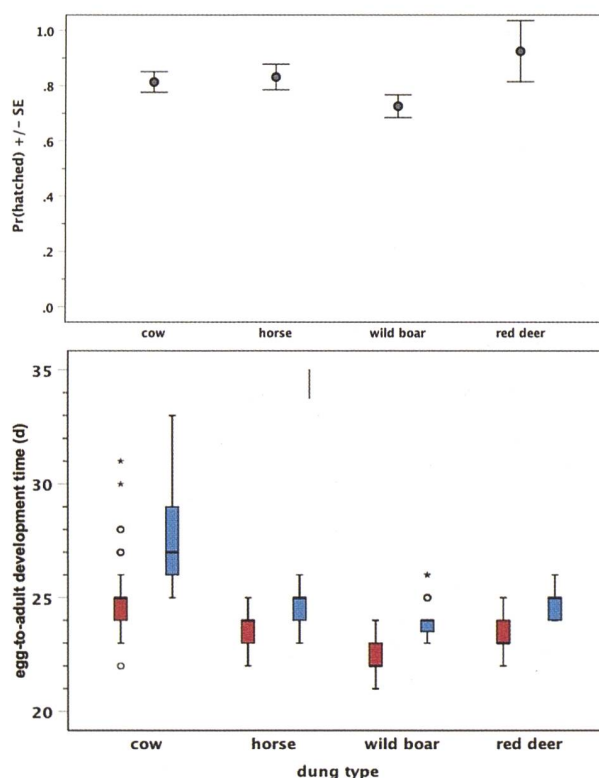 Pr(hatched) +/- SE
1.0
.8
.6
.4
.2
.0
cow horse wild boar red deer
egg-to-adult development time (d)
35
30
25
20
cow horse wild boar red deer
dung type